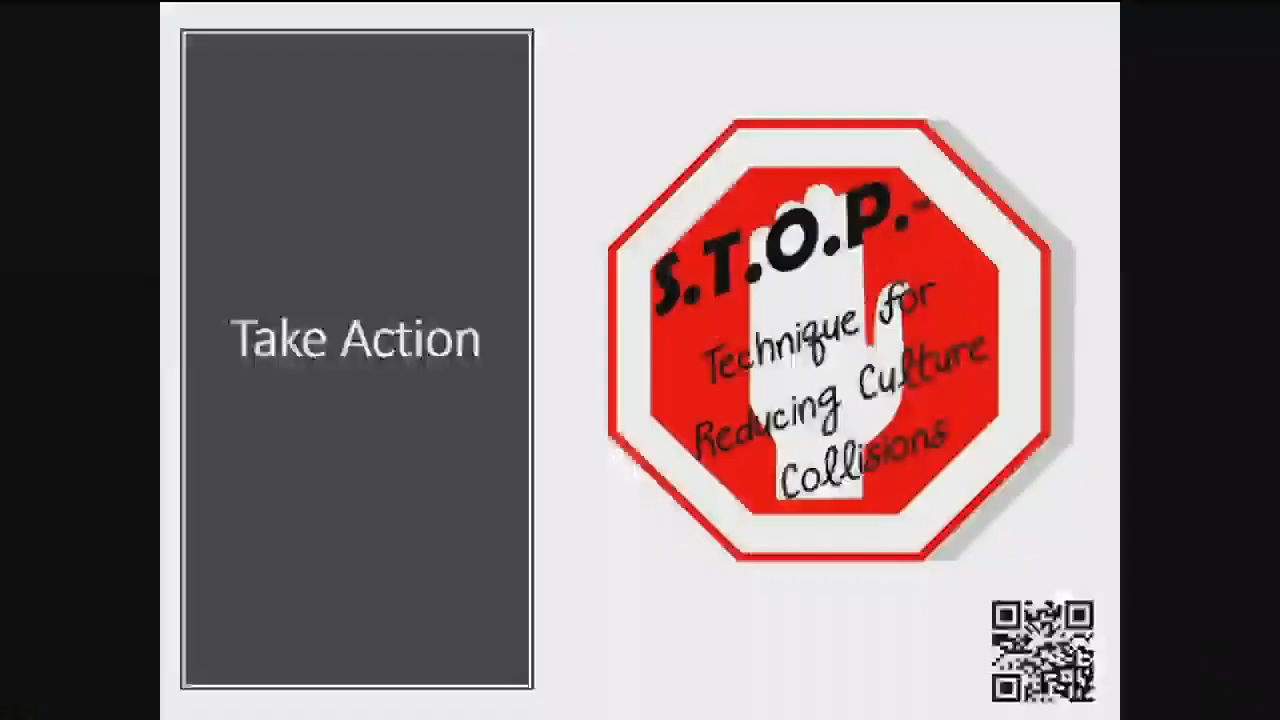 Take Action
S.T.O.P.-
Technique for
Reducing Culture
Collisions